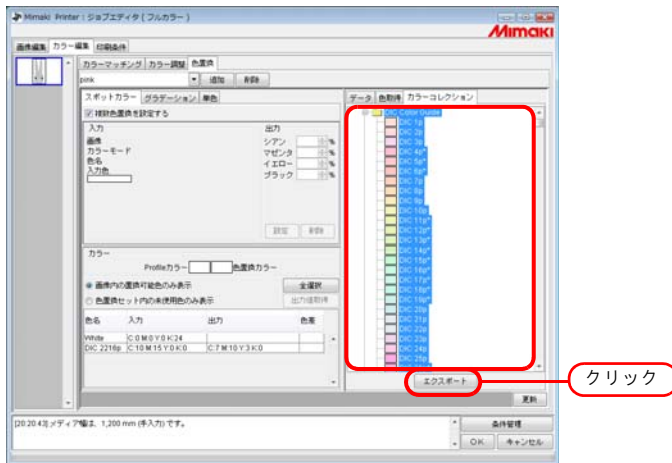 Mimaki Printer : ジョブエディタ ( フルカラー )
Mimaki
画像編集 カラー編集 印刷条件
カラーマッチング カラー調整 色置換
pink 追加 削除
スポットカラー グラデーション 単色
複数色置換を設定する
入力 出力
画像 シアン %
カラーモード マゼンタ %
色名 イエロー %
入力色 ブラック %
設定 削除
カラー
Profileカラー 色置換カラー
画像内の置換可能色のみ表示 全選択
色置換セット内の未使用色のみ表示 出力値取得
色名 入力 出力 色差
White C:0 M:0 Y:0 K:24
DIC 2216p C:10 M:15 Y:0 K:0 C:7 M:10 Y:3 K:0
データ 色取得 カラーコレクション
DIC Color Guide
DIC 1p
DIC 2p
DIC 3p
DIC 4p*
DIC 5p*
DIC 6p*
DIC 7p
DIC 8p
DIC 9p
DIC 10p
DIC 11p*
DIC 12p*
DIC 13p*
DIC 14p*
DIC 15p*
DIC 16p*
DIC 17p*
DIC 18p*
DIC 19p*
DIC 20p
DIC 21p
DIC 22p
DIC 23p
DIC 24p
DIC 25p
エクスポート
クリック
更新
[20:20:43] メディア幅は、1,200 mm (手入力) です。
条件管理
OK キャンセル